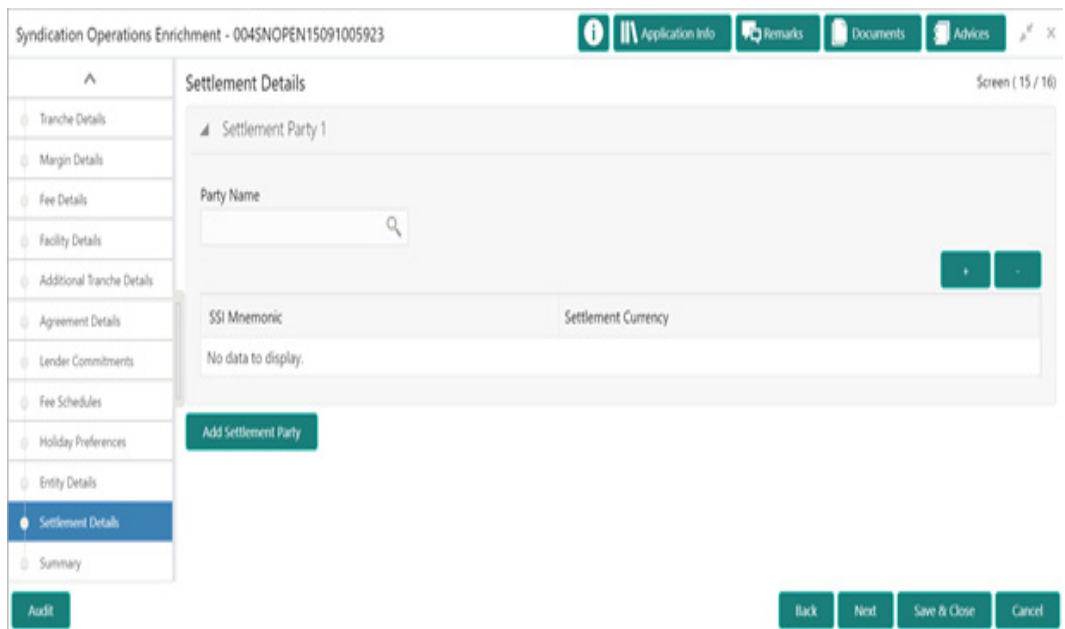 Syndication Operations Enrichment - 004SNOPEN15091005923
Application Info
Remarks
Documents
Advices
Settlement Details
Screen ( 15 / 16)
Tranche Details
Margin Details
Fee Details
Facility Details
Additional Tranche Details
Agreement Details
Lender Commitments
Fee Schedules
Holiday Preferences
Entity Details
Settlement Details
Summary
Settlement Party 1
Party Name
+
-
SSI Mnemonic
Settlement Currency
No data to display.
Add Settlement Party
Audit
Back
Next
Save & Close
Cancel